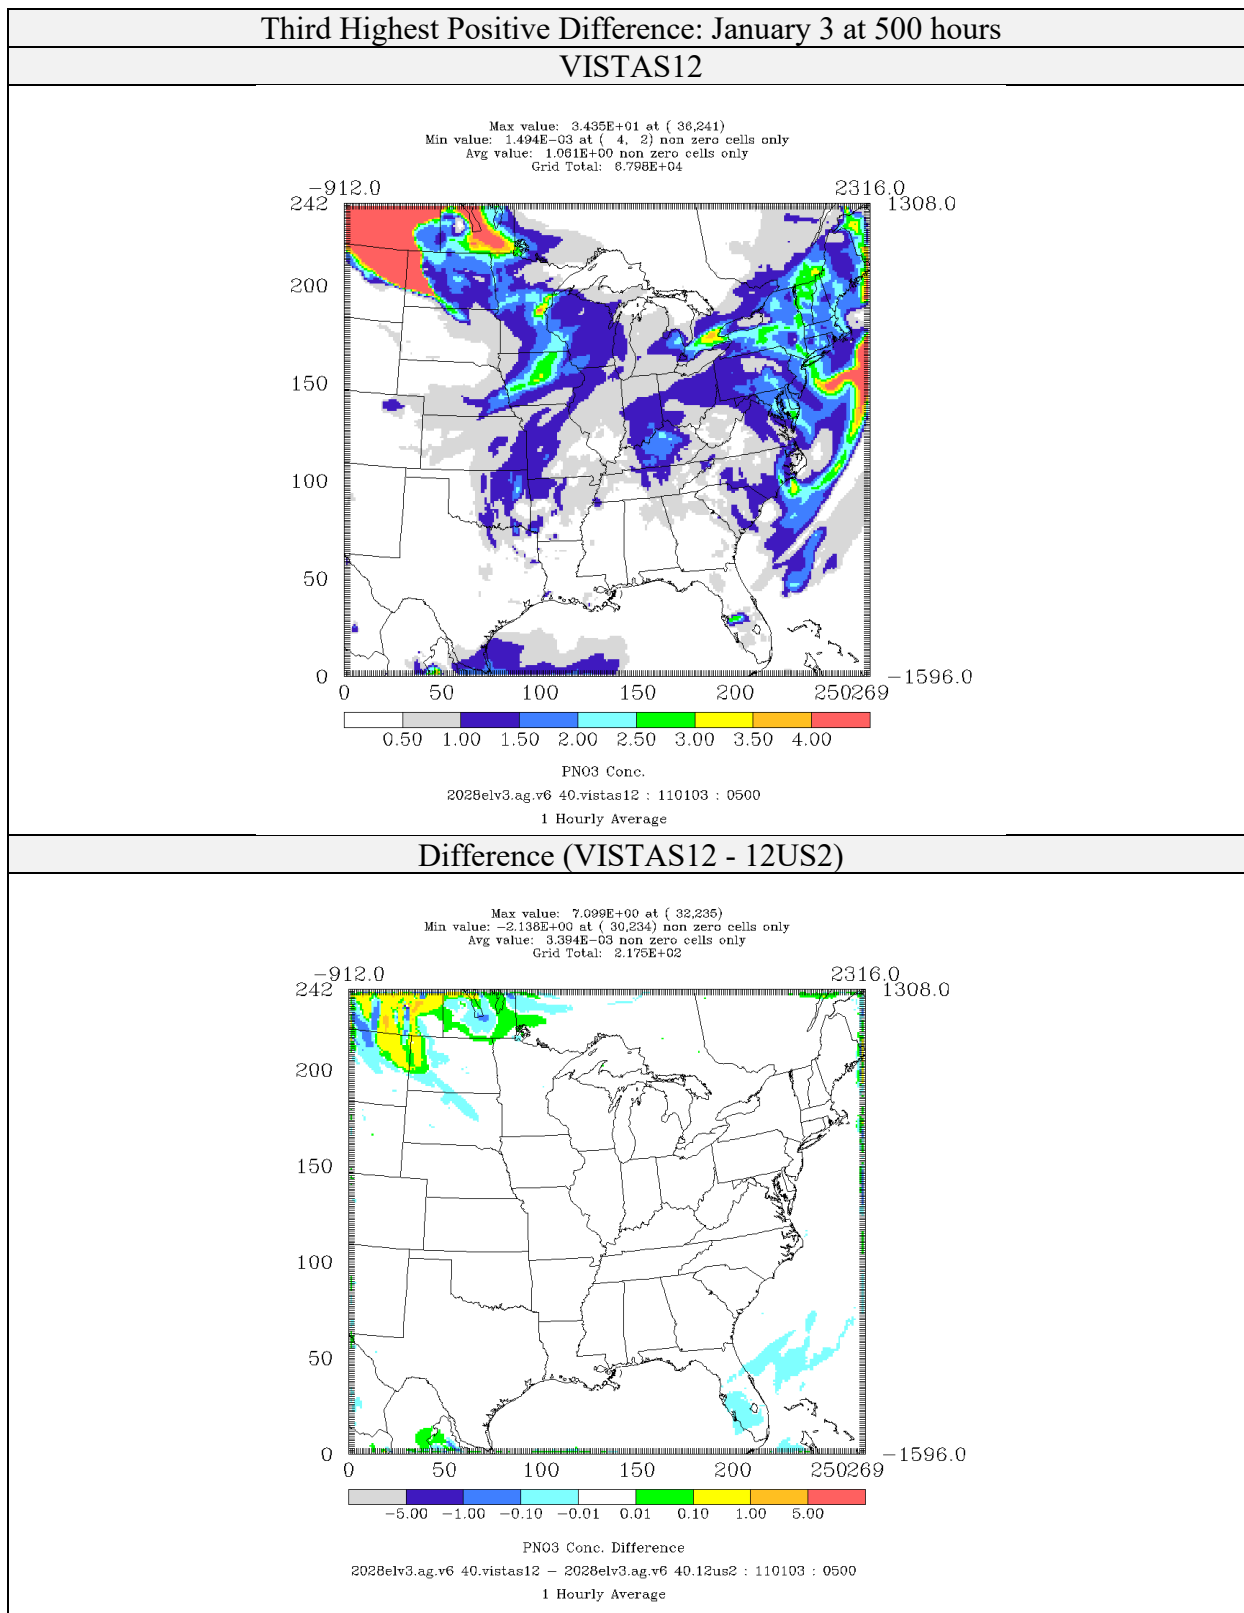 Third Highest Positive Difference: January 3 at 500 hours
VISTAS12
Max value: 3.435E+01 at ( 36,241)
Min value: 1.494E-03 at ( 4, 2) non zero cells only
Avg value: 1.061E+00 non zero cells only
Grid Total: 6.798E+04
-912.0 2316.0
242 1308.0
200
150
100
50
0 -1596.0
0 50 100 150 200 250269
0.50 1.00 1.50 2.00 2.50 3.00 3.50 4.00
PNO3 Conc.
2028elv3.ag.v6 40.vistas12 : 110103 : 0500
1 Hourly Average
Difference (VISTAS12 - 12US2)
Max value: 7.099E+00 at ( 32,235)
Min value: -2.138E+00 at ( 30,234) non zero cells only
Avg value: 3.394E-03 non zero cells only
Grid Total: 2.175E+02
-912.0 2316.0
242 1308.0
200
150
100
50
0 -1596.0
0 50 100 150 200 250269
-5.00 -1.00 -0.10 -0.01 0.01 0.10 1.00 5.00
PNO3 Conc. Difference
2028elv3.ag.v6 40.vistas12 - 2028elv3.ag.v6 40.12us2 : 110103 : 0500
1 Hourly Average